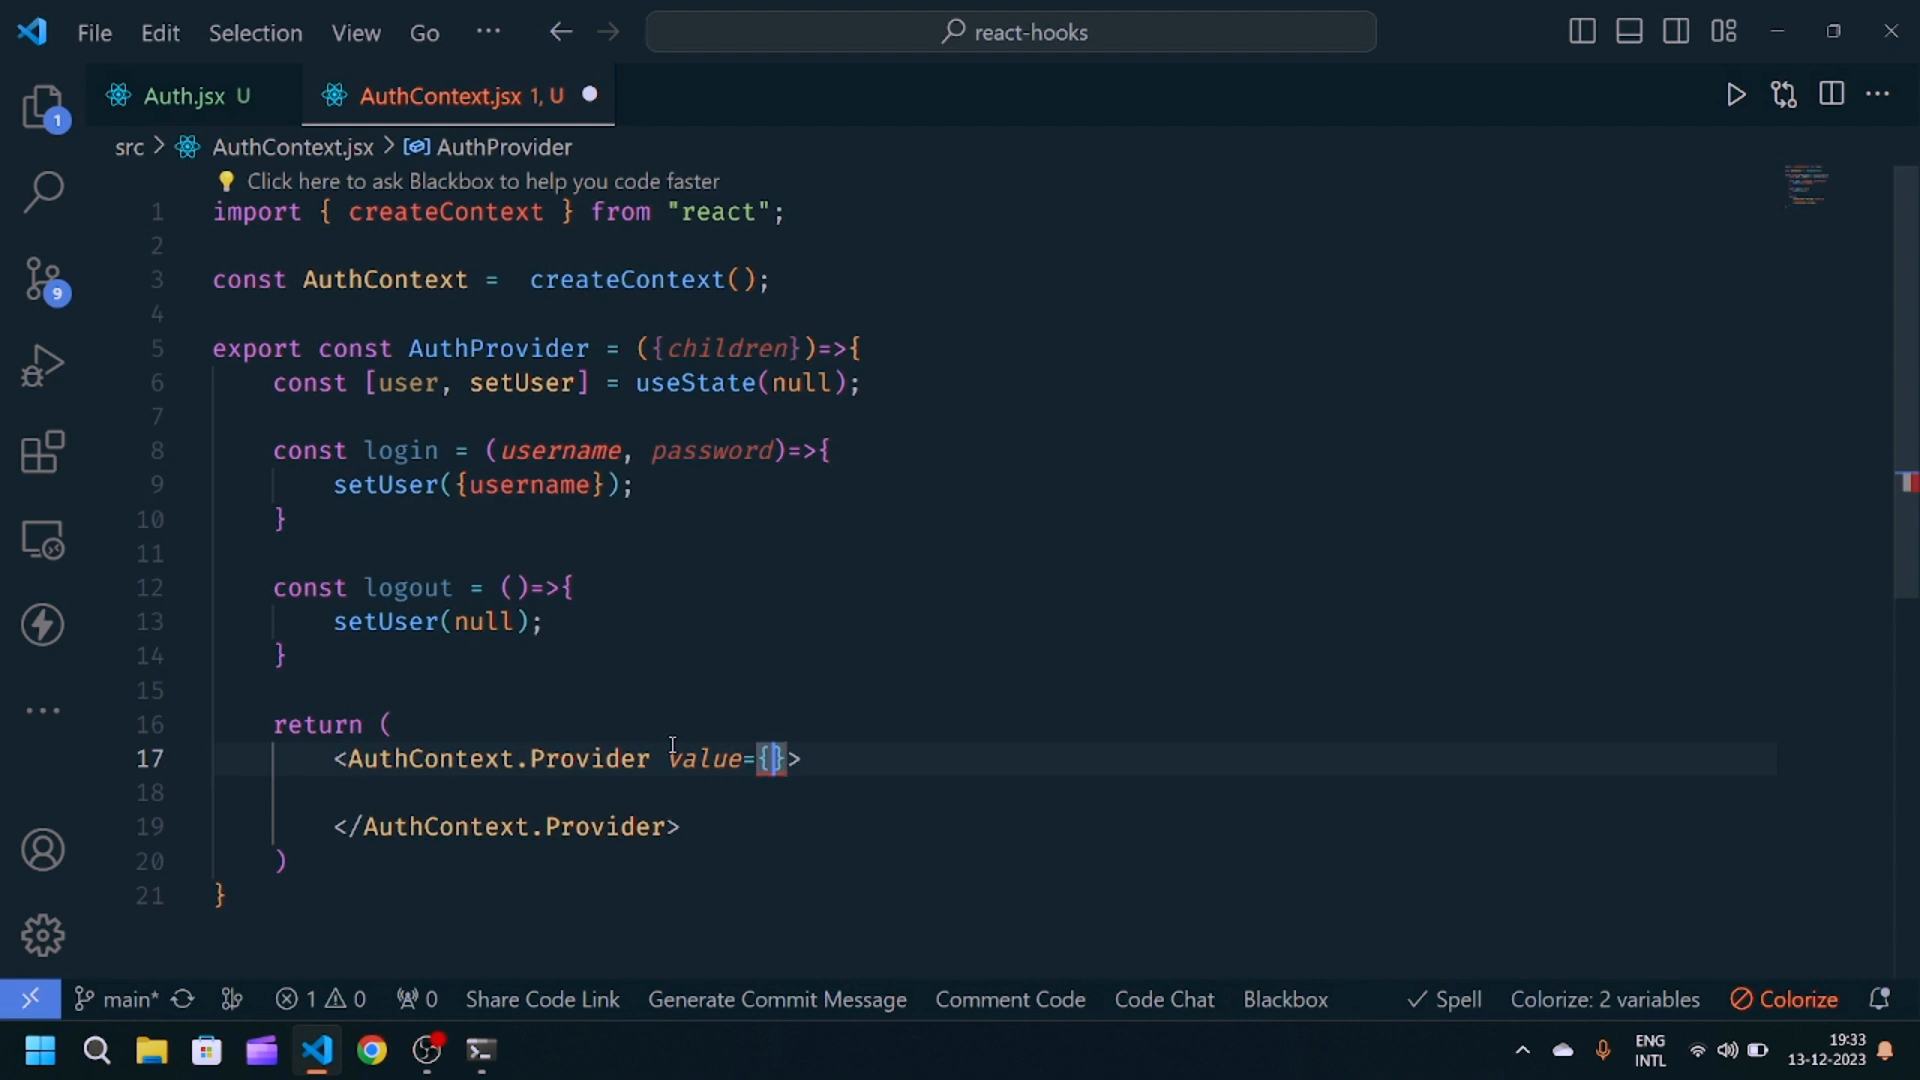 File Edit Selection View Go ··· react-hooks
Auth.jsx U AuthContext.jsx 1, U
src > AuthContext.jsx > AuthProvider
Click here to ask Blackbox to help you code faster
1 import { createContext } from "react";
2
3 const AuthContext =  createContext();
4
5 export const AuthProvider = ({children})=>{
6 const [user, setUser] = useState(null);
7
8 const login = (username, password)=>{
9 setUser({username});
10 }
11
12 const logout = ()=>{
13 setUser(null);
14 }
15
16 return (
17 <AuthContext.Provider value={}>
18
19 </AuthContext.Provider>
20 )
21 }
1
9
main* 1 0 0 Share Code Link Generate Commit Message Comment Code Code Chat Blackbox Spell Colorize: 2 variables Colorize
ENG 19:33
INTL 13-12-2023